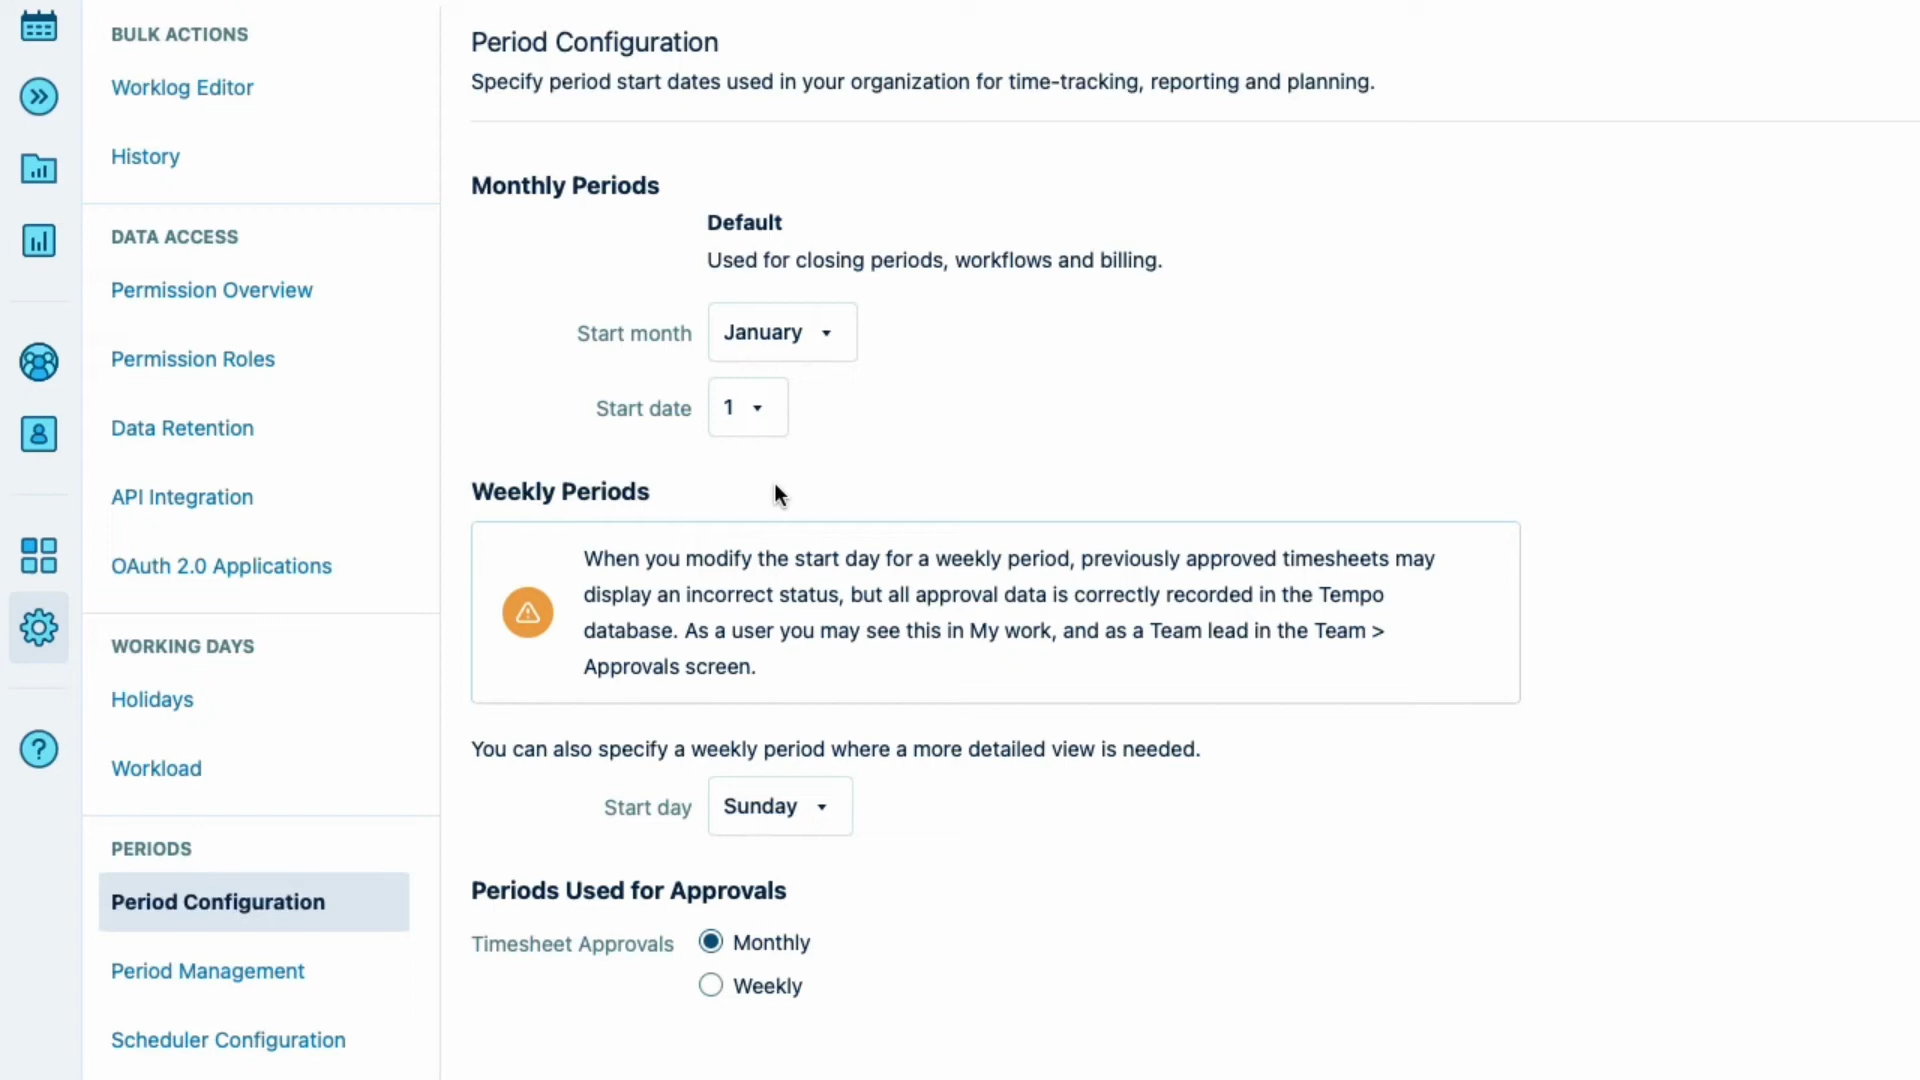 BULK ACTIONS
Worklog Editor
History
DATA ACCESS
Permission Overview
Permission Roles
Data Retention
API Integration
OAuth 2.0 Applications
WORKING DAYS
Holidays
Workload
PERIODS
Period Configuration
Period Management
Scheduler Configuration
Period Configuration
Specify period start dates used in your organization for time-tracking, reporting and planning.
Monthly Periods
Default
Used for closing periods, workflows and billing.
Start month January
Start date 1
Weekly Periods
When you modify the start day for a weekly period, previously approved timesheets may
display an incorrect status, but all approval data is correctly recorded in the Tempo
database. As a user you may see this in My work, and as a Team lead in the Team >
Approvals screen.
You can also specify a weekly period where a more detailed view is needed.
Start day Sunday
Periods Used for Approvals
Timesheet Approvals Monthly
Weekly